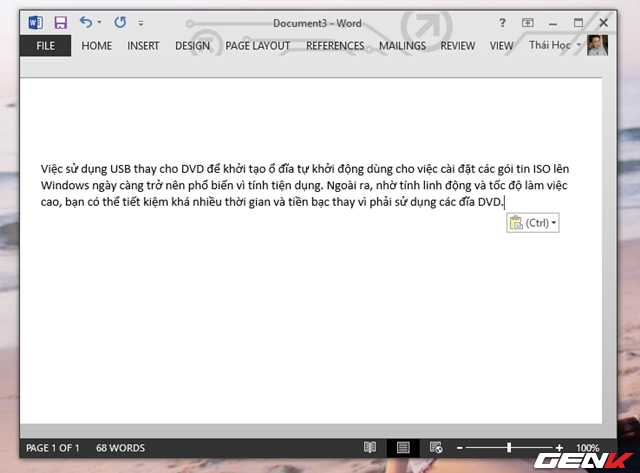 Document3 - Word
FILE HOME INSERT DESIGN PAGE LAYOUT REFERENCES MAILINGS REVIEW VIEW Thái Học
Việc sử dụng USB thay cho DVD để khởi tạo ổ đĩa tự khởi động dùng cho việc cài đặt các gói tin ISO lên
Windows ngày càng trở nên phổ biến vì tính tiện dụng. Ngoài ra, nhờ tính linh động và tốc độ làm việc
cao, bạn có thể tiết kiệm khá nhiều thời gian và tiền bạc thay vì phải sử dụng các đĩa DVD.
(Ctrl)
PAGE 1 OF 1 68 WORDS 100%
GENK